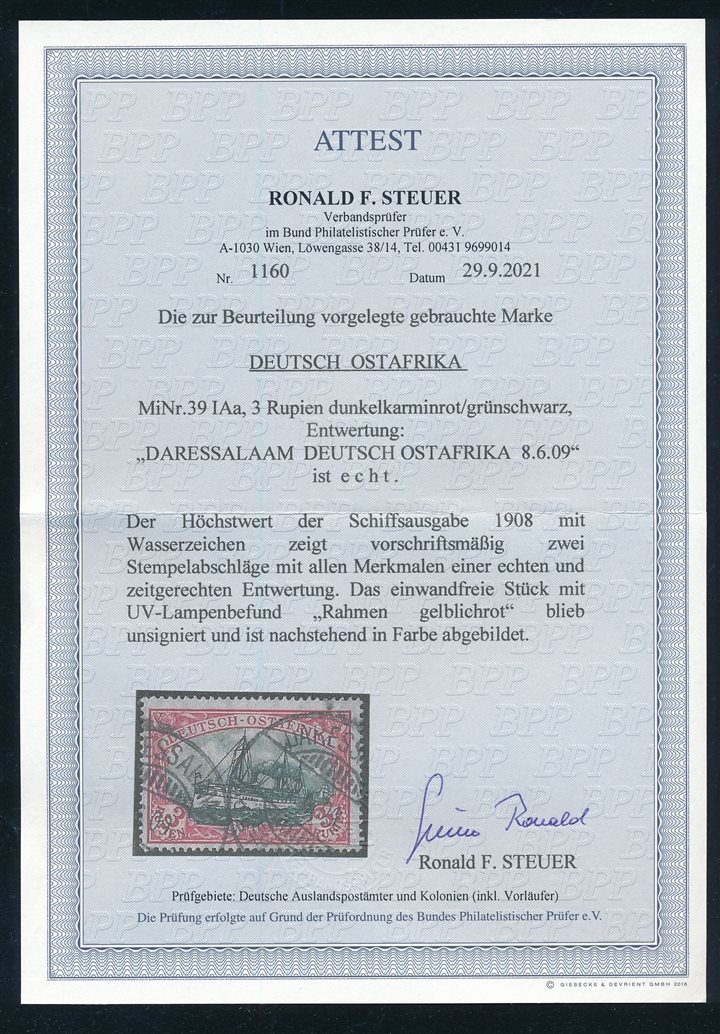 ATTEST
RONALD F. STEUER
Verbandsprüfer
im Bund Philatelistischer Prüfer e. V.
A-1030 Wien, Löwengasse 38/14, Tel. 00431 9699014
Nr. 1160 Datum 29.9.2021
Die zur Beurteilung vorgelegte gebrauchte Marke
DEUTSCH OSTAFRIKA
MiNr.39 IAa, 3 Rupien dunkelkarminrot/grünschwarz,
Entwertung:
„DARESSALAAM DEUTSCH OSTAFRIKA 8.6.09“
ist e c h t .
Der Höchstwert der Schiffsausgabe 1908 mit
Wasserzeichen zeigt vorschriftsmäßig zwei
Stempelabschläge mit allen Merkmalen einer echten und
zeitgerechten Entwertung. Das einwandfreie Stück mit
UV-Lampenbefund „Rahmen gelblichrot“ blieb
unsigniert und ist nachstehend in Farbe abgebildet.
DEUTSCH-OSTAFRIKA
Ronald
Ronald F. STEUER
Prüfgebiete: Deutsche Auslandspostämter und Kolonien (inkl. Vorläufer)
Die Prüfung erfolgte auf Grund der Prüfordnung des Bundes Philatelistischer Prüfer e.V.
© GIESECKE & DEVRIENT GMBH 2016